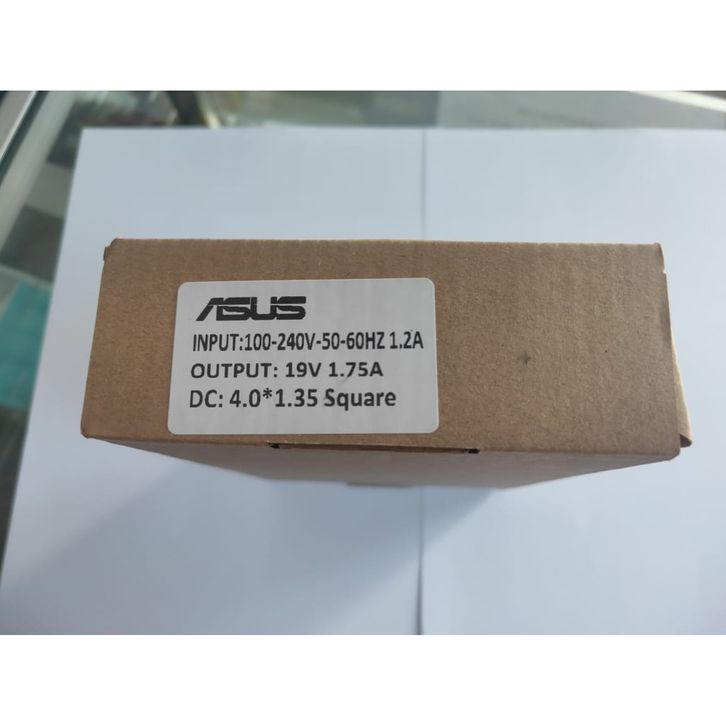 ASUS
INPUT:100-240V-50-60HZ 1.2A
OUTPUT: 19V 1.75A
DC: 4.0*1.35 Square